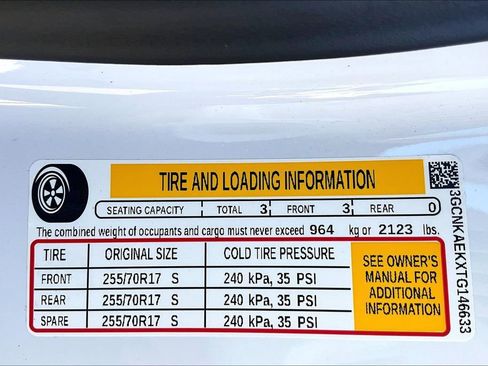 TIRE AND LOADING INFORMATION
SEATING CAPACITY TOTAL 3 FRONT 3 REAR 0
The combined weight of occupants and cargo must never exceed 964 kg or 2123 lbs.
TIRE ORIGINAL SIZE COLD TIRE PRESSURE
FRONT 255/70R17 S 240 kPa, 35 PSI
REAR 255/70R17 S 240 kPa, 35 PSI
SPARE 255/70R17 S 240 kPa, 35 PSI
SEE OWNER'S
MANUAL FOR
ADDITIONAL
INFORMATION
3GCNKAEKXTG146633